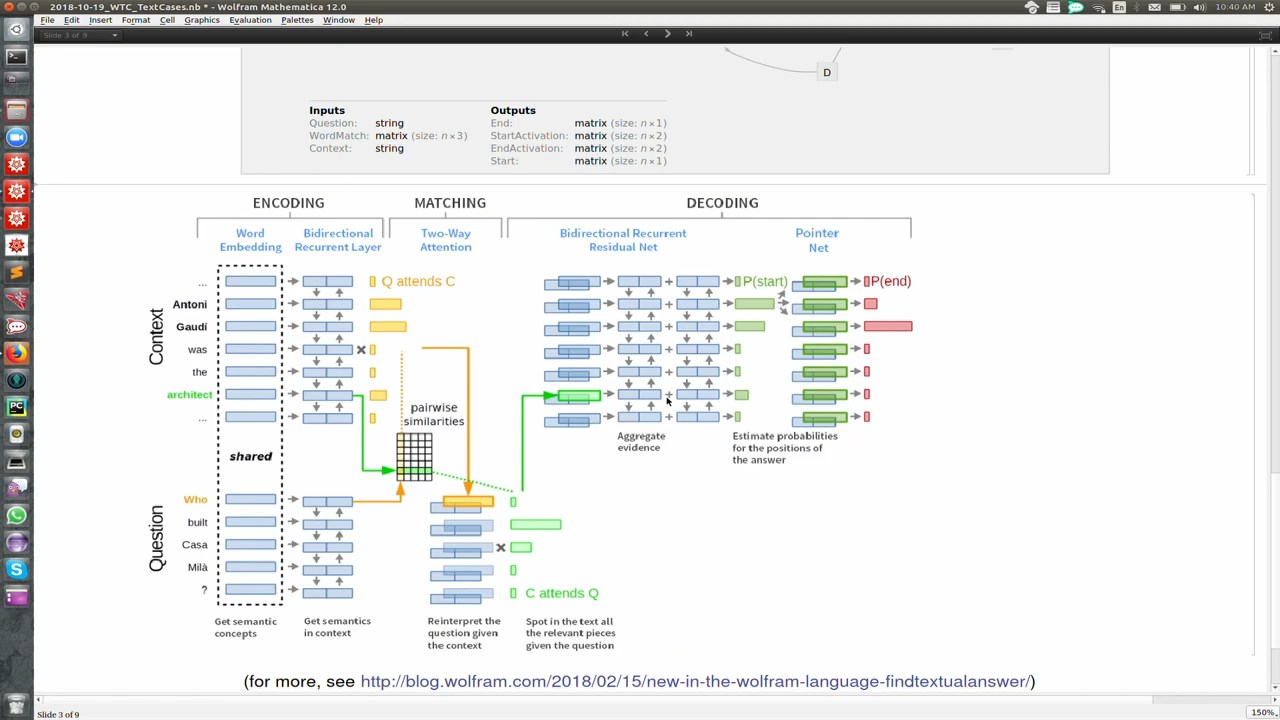 2018-10-19_WTC_TextCases.nb * - Wolfram Mathematica 12.0
En
10:40 AM
File Edit Insert Format Cell Graphics Evaluation Palettes Window Help
Slide 3 of 9
D
Inputs Outputs
Question: string End: matrix (size: n×1)
WordMatch: matrix (size: n×3) StartActivation: matrix (size: n×2)
Context: string EndActivation: matrix (size: n×2)
Start: matrix (size: n×1)
ENCODING MATCHING DECODING
Word Embedding
Bidirectional Recurrent Layer
Two-Way Attention
Bidirectional Recurrent Residual Net
Pointer Net
Context
... Q attends C P(start) P(end)
Antoni
Gaudí
was
the
architect
...
pairwise similarities
Aggregate evidence
Estimate probabilities for the positions of the answer
shared
Question
Who
built
Casa
Milà
?
C attends Q
Get semantic concepts
Get semantics in context
Reinterpret the question given the context
Spot in the text all the relevant pieces given the question
(for more, see http://blog.wolfram.com/2018/02/15/new-in-the-wolfram-language-findtextualanswer/)
Slide 3 of 9
150%